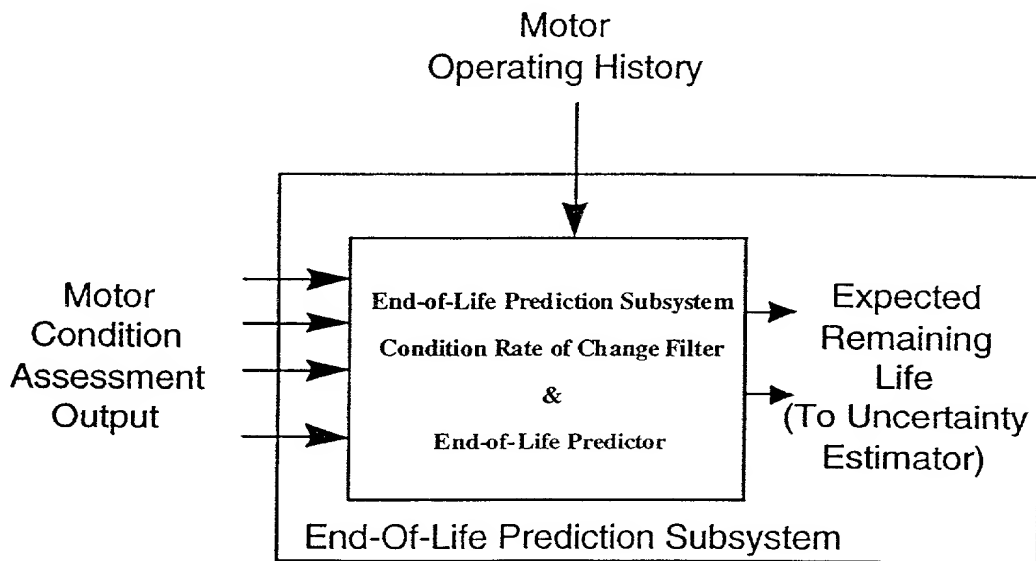 Motor
Operating History
Motor
Condition
Assessment
Output
End-of-Life Prediction Subsystem
Condition Rate of Change Filter
&
End-of-Life Predictor
Expected
Remaining
Life
(To Uncertainty
Estimator)
End-Of-Life Prediction Subsystem